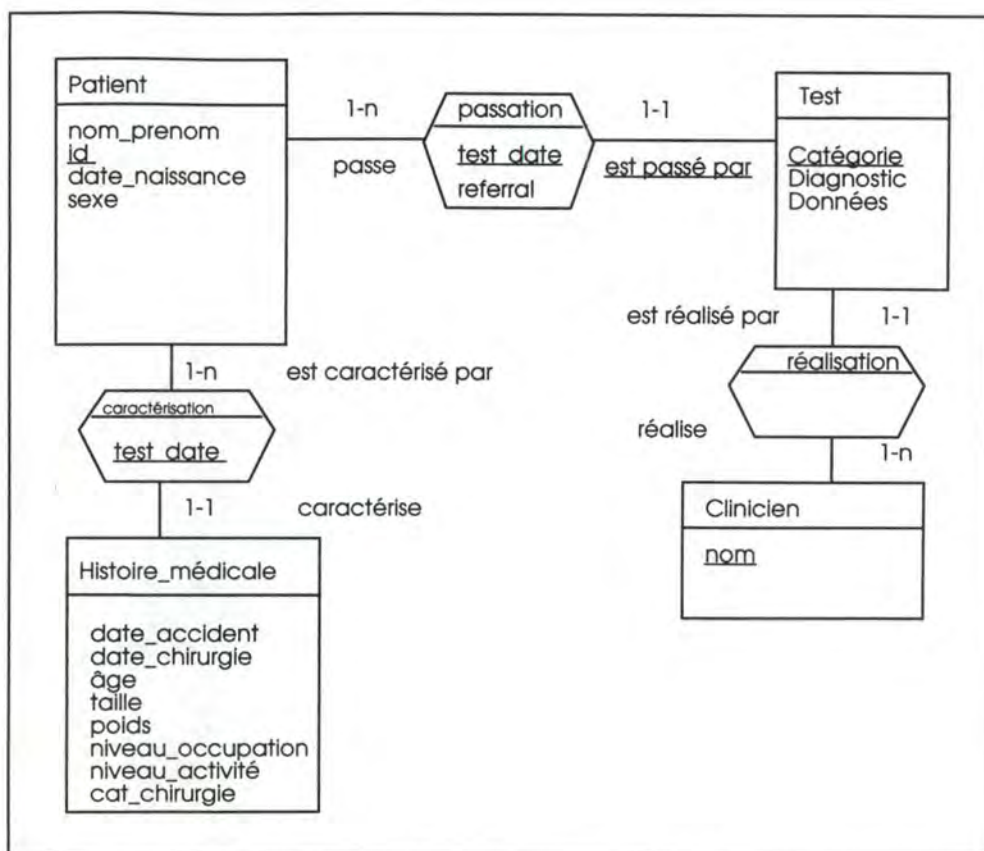 Patient
nom_prenom
id
date_naissance
sexe
1-n
passe
passation
test_date
referral
1-1
est passé par
Test
Catégorie
Diagnostic
Données
est réalisé par
1-1
réalisation
réalise
1-n
Clinicien
nom
1-n
est caractérisé par
caractérisation
test_date
1-1
caractérise
Histoire_médicale
date_accident
date_chirurgie
âge
taille
poids
niveau_occupation
niveau_activité
cat_chirurgie